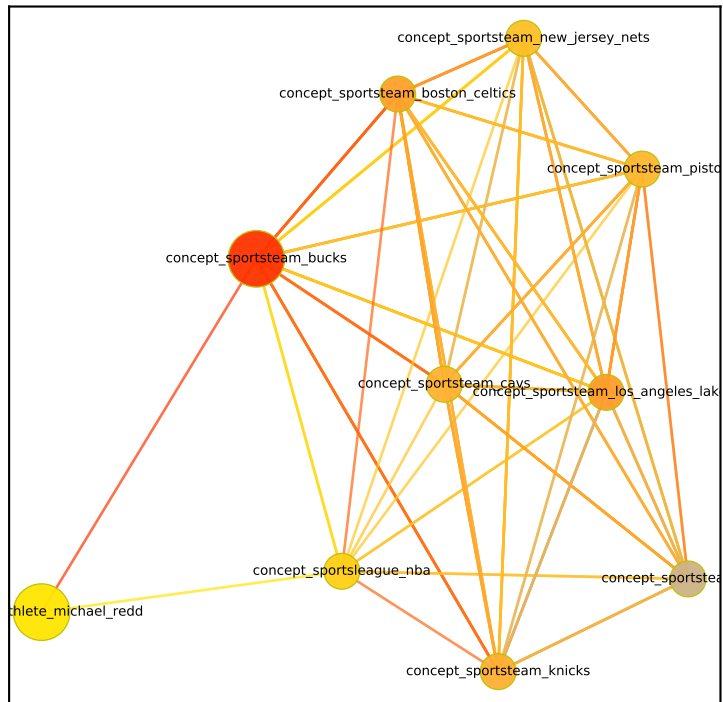 concept_sportsteam_new_jersey_nets
concept_sportsteam_boston_celtics
concept_sportsteam_pisto
concept_sportsteam_bucks
concept_sportsteam_cavs
concept_sportsteam_los_angeles_lak
concept_sportsleague_nba
concept_sportstea
thlete_michael_redd
concept_sportsteam_knicks